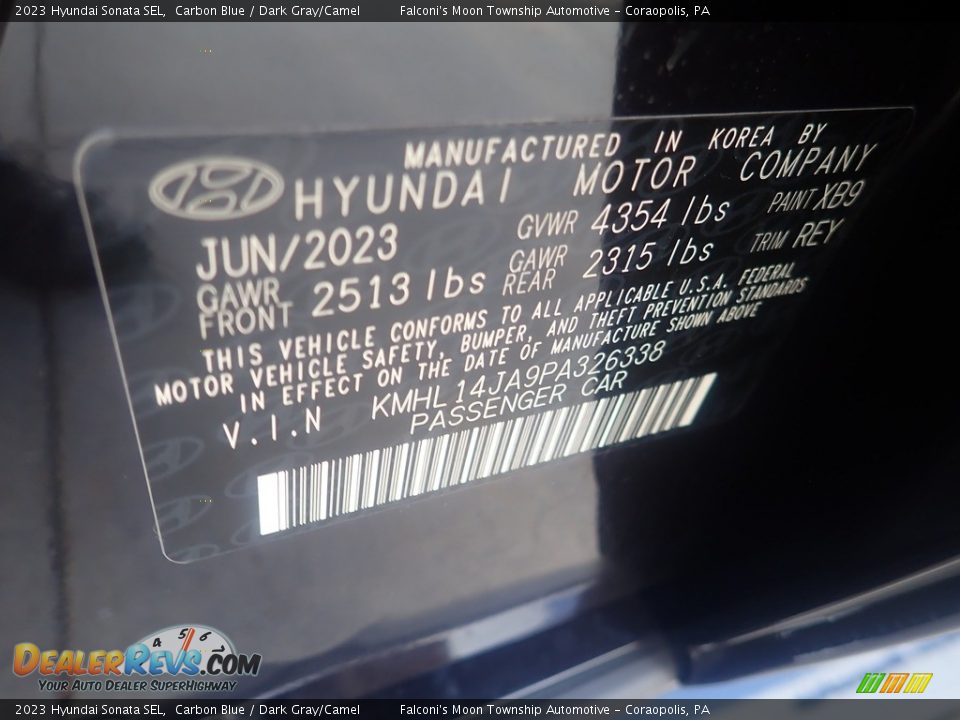 2023 Hyundai Sonata SEL, Carbon Blue / Dark Gray/Camel Falconi's Moon Township Automotive – Coraopolis, PA
MANUFACTURED IN KOREA BY
HYUNDAI MOTOR COMPANY
JUN/2023 GVWR 4354 lbs PAINT XB9
GAWR FRONT 2513 lbs GAWR REAR 2315 lbs TRIM REY
THIS VEHICLE CONFORMS TO ALL APPLICABLE U.S.A. FEDERAL
MOTOR VEHICLE SAFETY, BUMPER, AND THEFT PREVENTION STANDARDS
IN EFFECT ON THE DATE OF MANUFACTURE SHOWN ABOVE
V.I.N KMHL14JA9PA326338
PASSENGER CAR
4 5 6
DEALERREVS.COM
YOUR AUTO DEALER SUPERHIGHWAY
2023 Hyundai Sonata SEL, Carbon Blue / Dark Gray/Camel Falconi's Moon Township Automotive – Coraopolis, PA